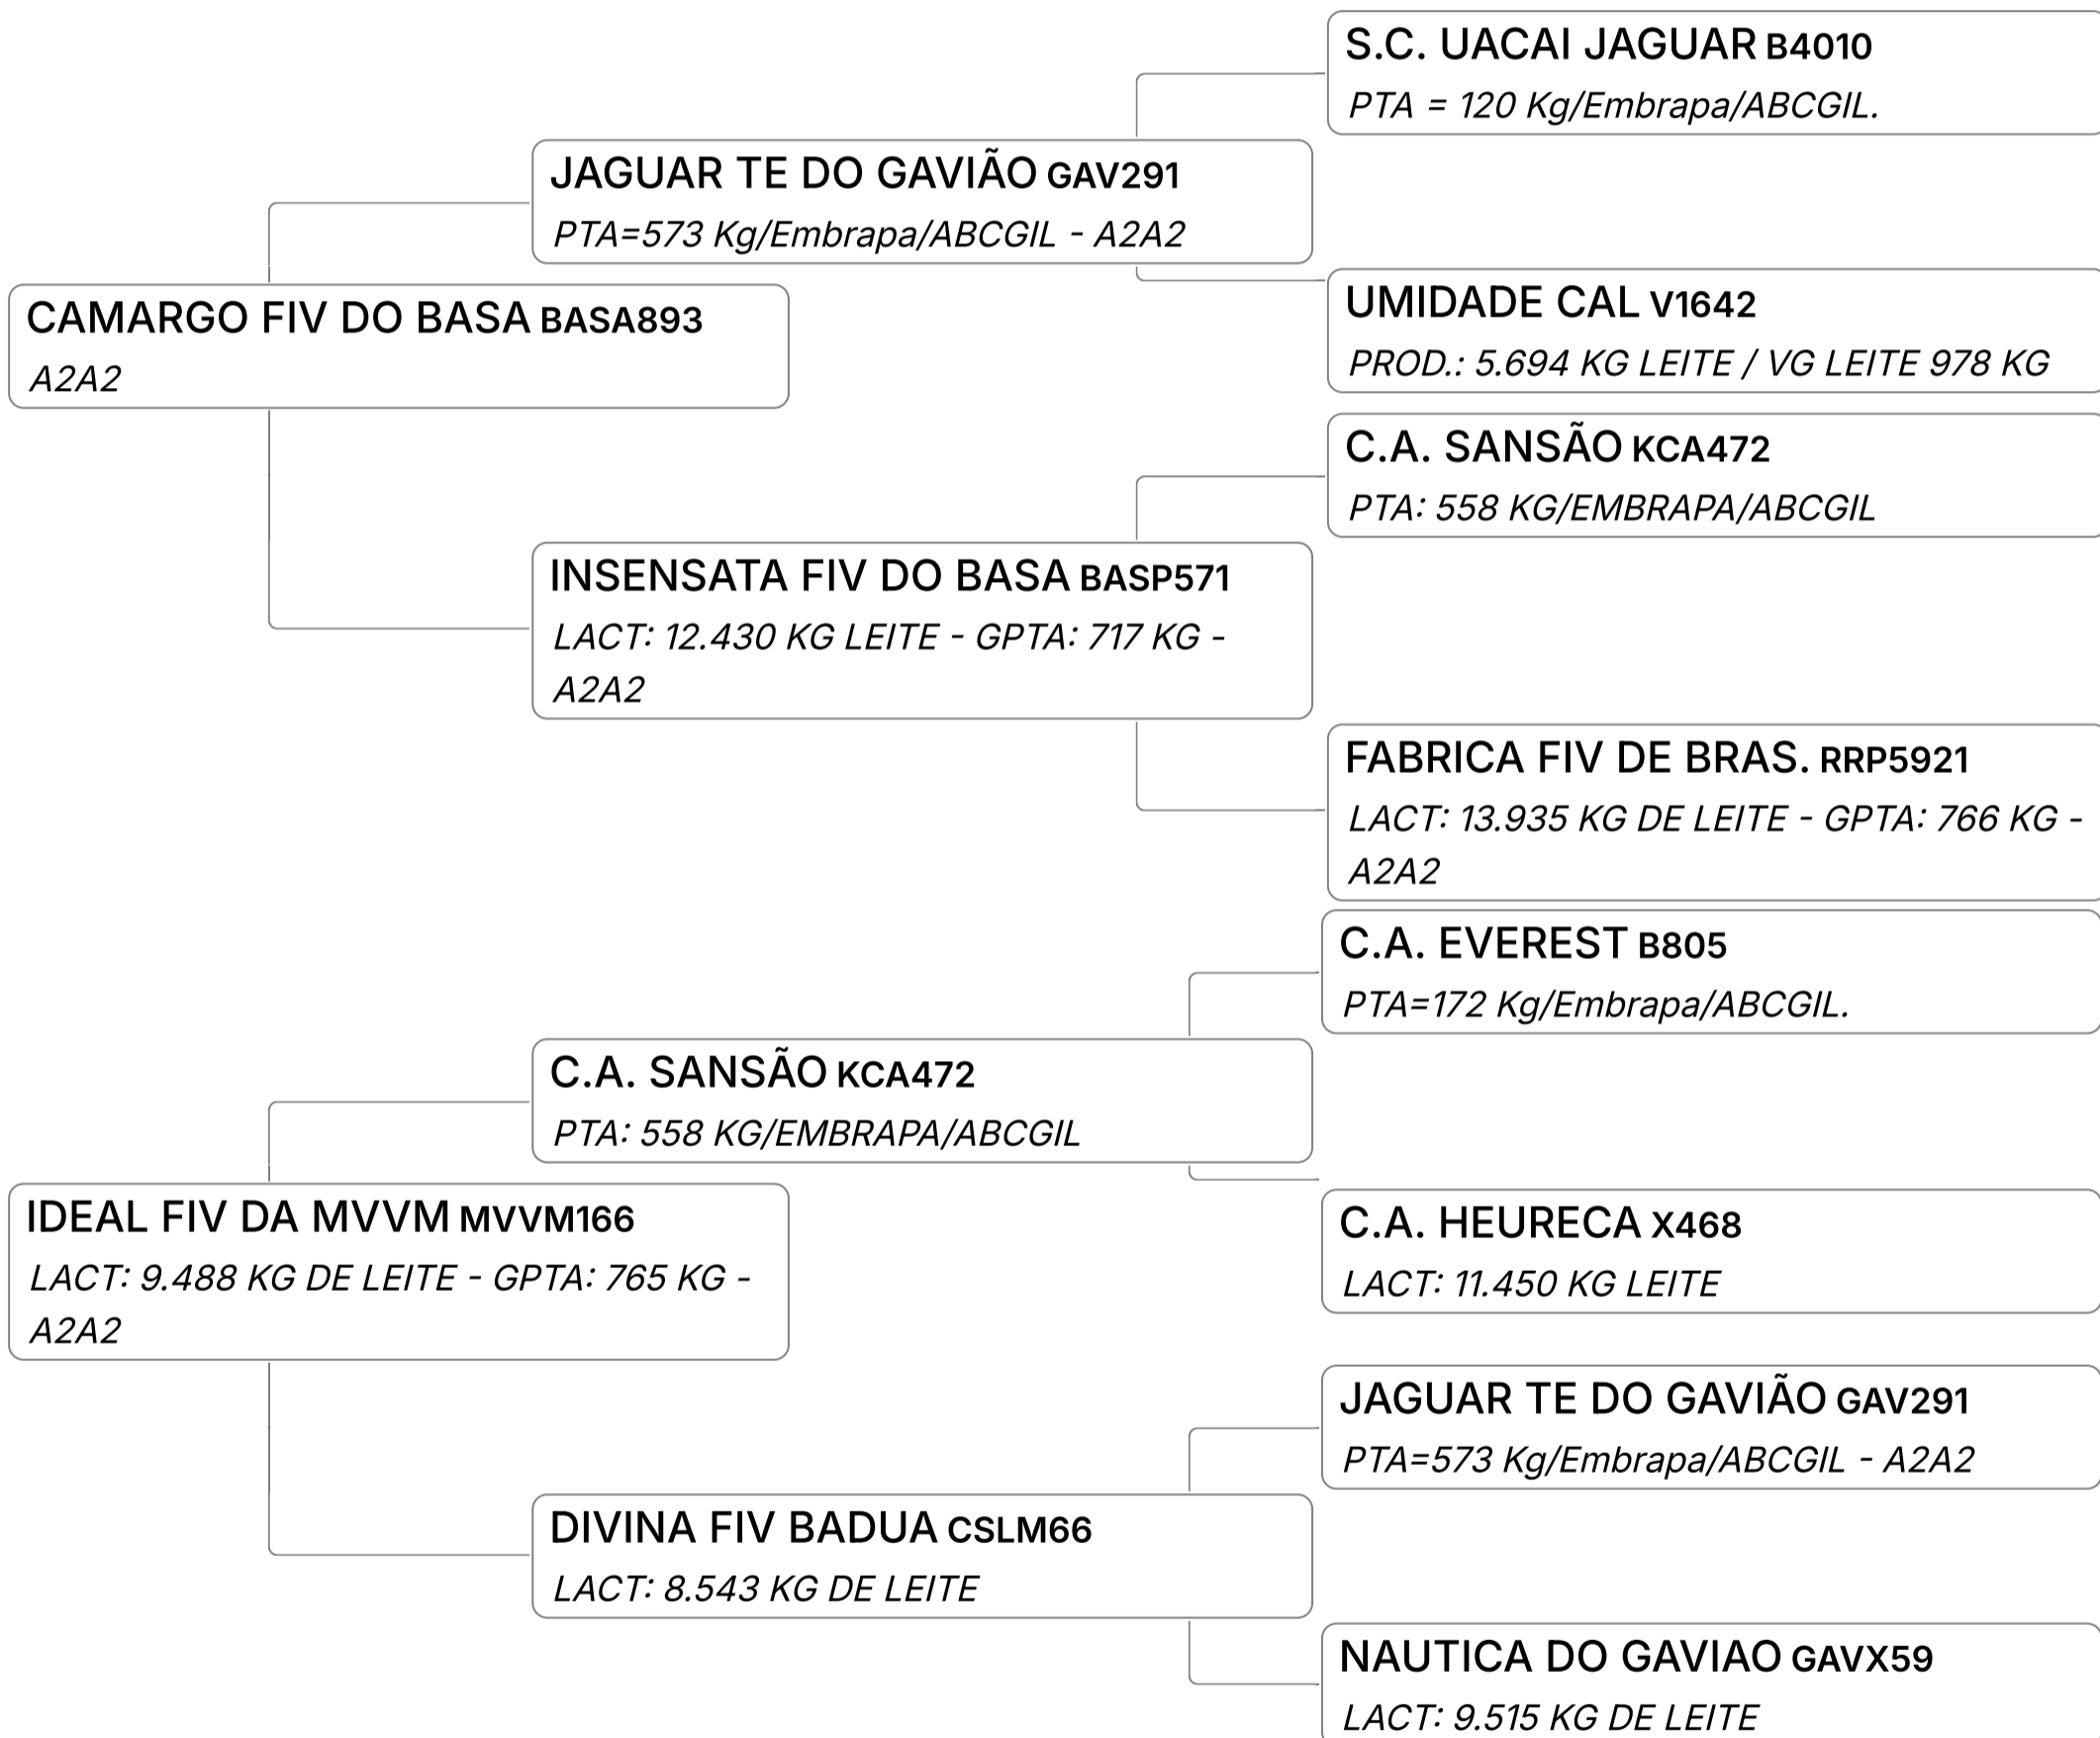 S.C. UACAI JAGUAR B4010
PTA = 120 Kg/Embrapa/ABCGIL.
JAGUAR TE DO GAVIÃO GAV291
PTA=573 Kg/Embrapa/ABCGIL - A2A2
UMIDADE CAL V1642
PROD.: 5.694 KG LEITE / VG LEITE 978 KG
CAMARGO FIV DO BASA BASA893
A2A2
C.A. SANSÃO KCA472
PTA: 558 KG/EMBRAPA/ABCGIL
INSENSATA FIV DO BASA BASP571
LACT: 12.430 KG LEITE - GPTA: 717 KG -
A2A2
FABRICA FIV DE BRAS. RRP5921
LACT: 13.935 KG DE LEITE - GPTA: 766 KG -
A2A2
C.A. EVEREST B805
PTA=172 Kg/Embrapa/ABCGIL.
C.A. SANSÃO KCA472
PTA: 558 KG/EMBRAPA/ABCGIL
C.A. HEURECA X468
LACT: 11.450 KG LEITE
IDEAL FIV DA MVVM MVVM166
LACT: 9.488 KG DE LEITE - GPTA: 765 KG -
A2A2
JAGUAR TE DO GAVIÃO GAV291
PTA=573 Kg/Embrapa/ABCGIL - A2A2
DIVINA FIV BADUA CSLM66
LACT: 8.543 KG DE LEITE
NAUTICA DO GAVIAO GAVX59
LACT: 9.515 KG DE LEITE